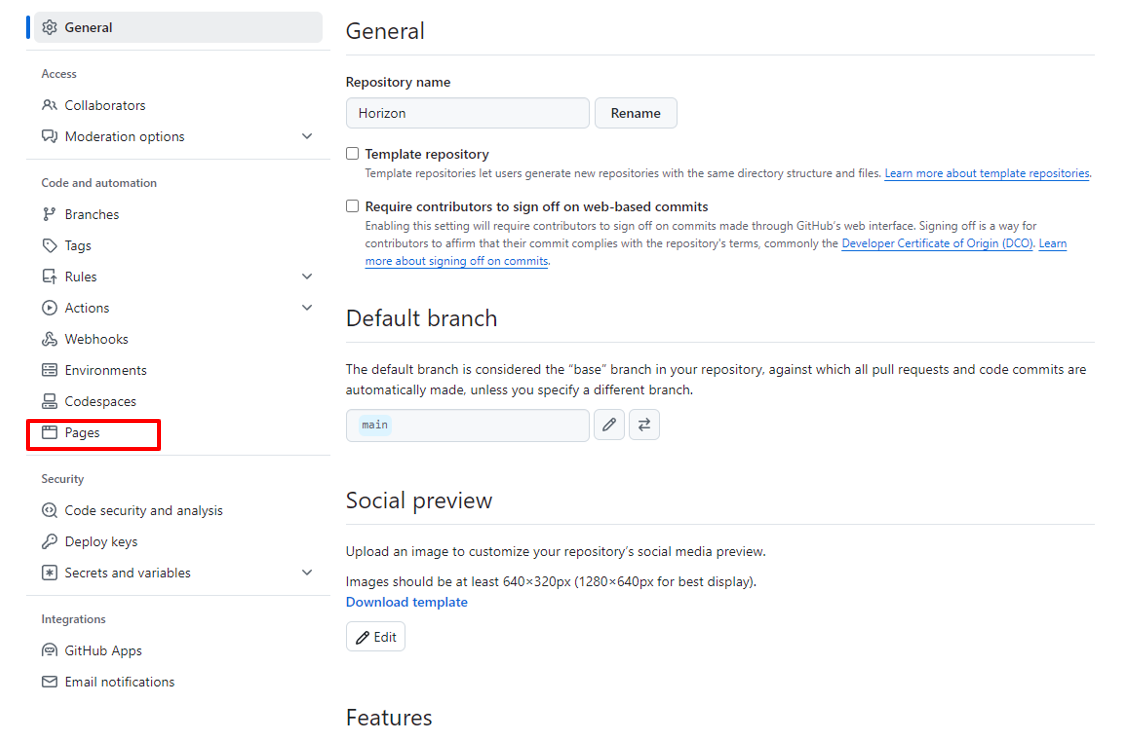 General
Access
Collaborators
Moderation options
Code and automation
Branches
Tags
Rules
Actions
Webhooks
Environments
Codespaces
Pages
Security
Code security and analysis
Deploy keys
Secrets and variables
Integrations
GitHub Apps
Email notifications
General
Repository name
Horizon
Rename
Template repository
Template repositories let users generate new repositories with the same directory structure and files. Learn more about template repositories.
Require contributors to sign off on web-based commits
Enabling this setting will require contributors to sign off on commits made through GitHub's web interface. Signing off is a way for
contributors to affirm that their commit complies with the repository's terms, commonly the Developer Certificate of Origin (DCO). Learn
more about signing off on commits.
Default branch
The default branch is considered the “base” branch in your repository, against which all pull requests and code commits are
automatically made, unless you specify a different branch.
main
Social preview
Upload an image to customize your repository's social media preview.
Images should be at least 640×320px (1280×640px for best display).
Download template
Edit
Features